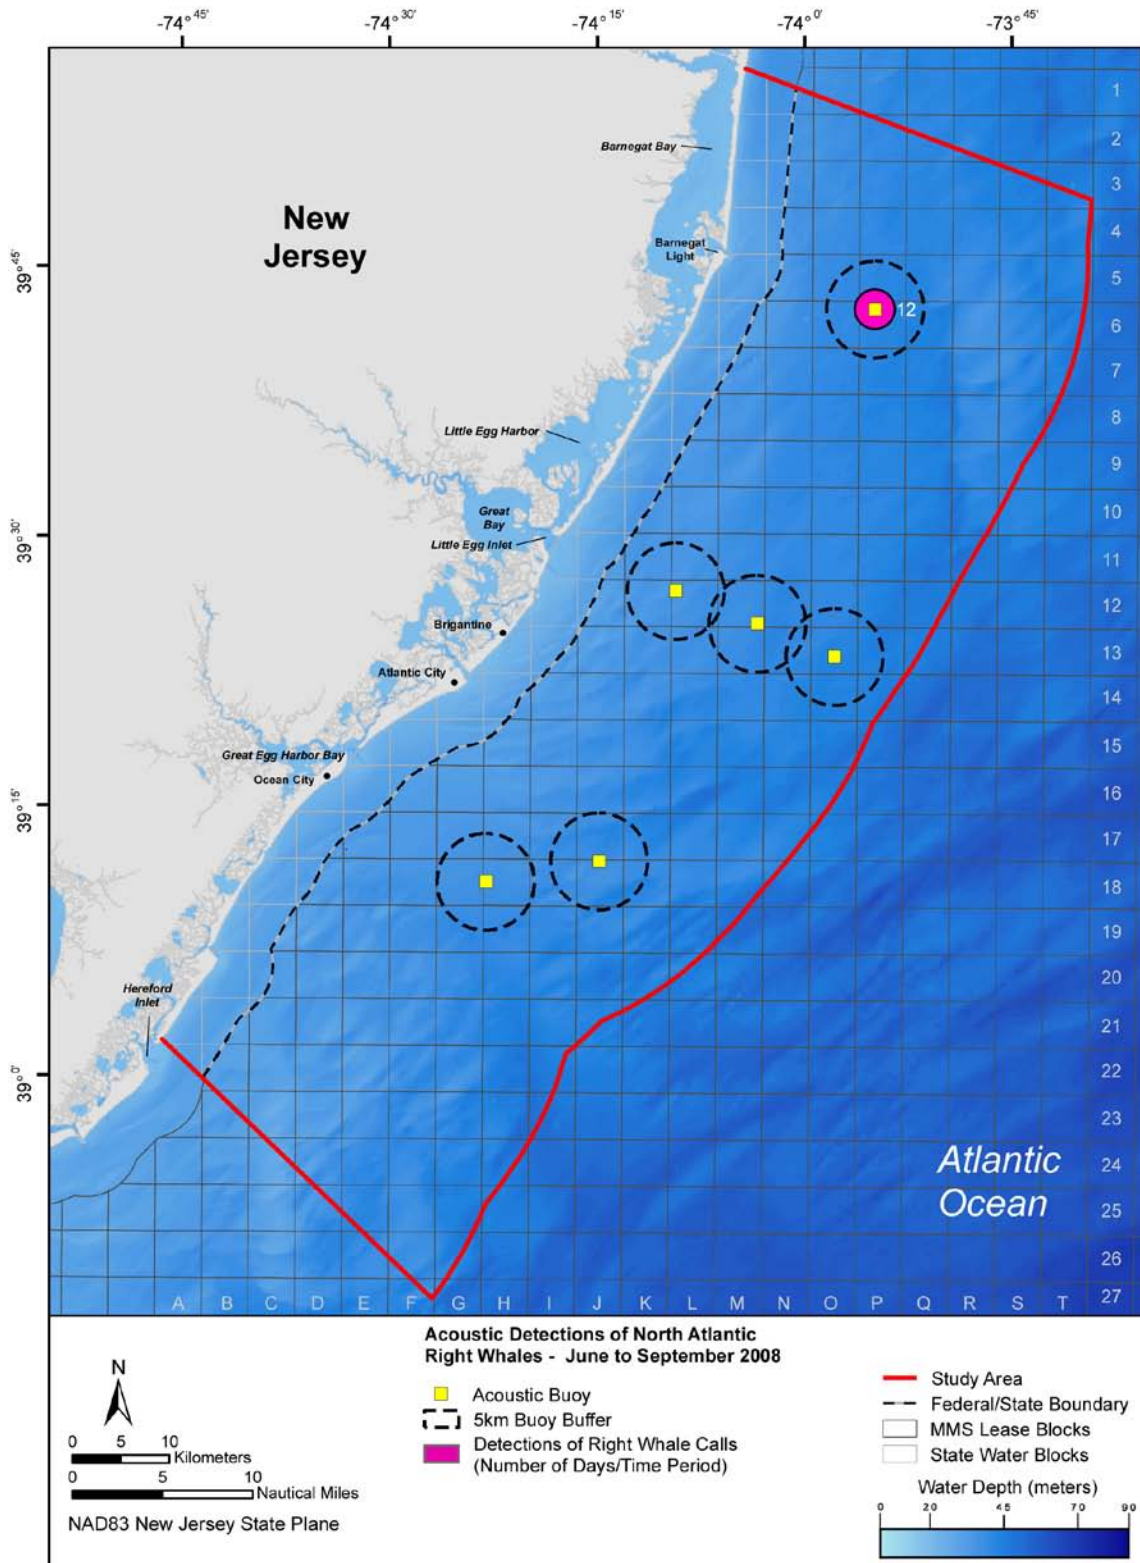 -74°45'
-74°30'
-74°15'
-74°0'
-73°45'
1
2
Barnegat Bay
3
New
Jersey
4
Barnegat
Light
39°45'
5
12
6
7
8
Little Egg Harbor
9
Great
Bay
10
39°30'
Little Egg Inlet
11
12
Brigantine
13
Atlantic City
14
15
Great Egg Harbor Bay
Ocean City
16
39°15'
17
18
19
20
Hereford
Inlet
21
22
39°0'
23
Atlantic
Ocean
24
25
26
A B C D E F G H I J K L M N O P Q R S T 27
Acoustic Detections of North Atlantic
Right Whales - June to September 2008
N
Acoustic Buoy
5km Buoy Buffer
Detections of Right Whale Calls
(Number of Days/Time Period)
Study Area
Federal/State Boundary
MMS Lease Blocks
State Water Blocks
0 5 10
Kilometers
0 5 10
Nautical Miles
NAD83 New Jersey State Plane
Water Depth (meters)
0 20 45 70 90